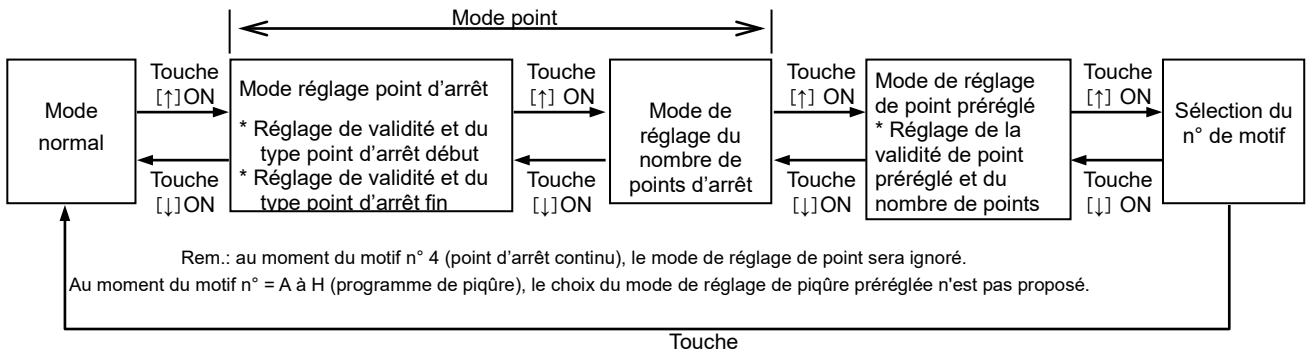 Mode point
Mode
normal
Touche
[↑] ON
Touche
[↓] ON
Mode réglage point d'arrêt
* Réglage de validité et du
type point d'arrêt début
* Réglage de validité et du
type point d'arrêt fin
Touche
[↑] ON
Touche
[↓] ON
Mode de
réglage du
nombre de
points d'arrêt
Touche
[↑] ON
Touche
[↓] ON
Mode de réglage
de point préréglé
* Réglage de la
validité de point
préréglé et du
nombre de points
Touche
[↑] ON
Touche
[↓] ON
Sélection du
n° de motif
Rem.: au moment du motif n° 4 (point d'arrêt continu), le mode de réglage de point sera ignoré.
Au moment du motif n° = A à H (programme de piqûre), le choix du mode de réglage de piqûre préréglée n'est pas proposé.
Touche